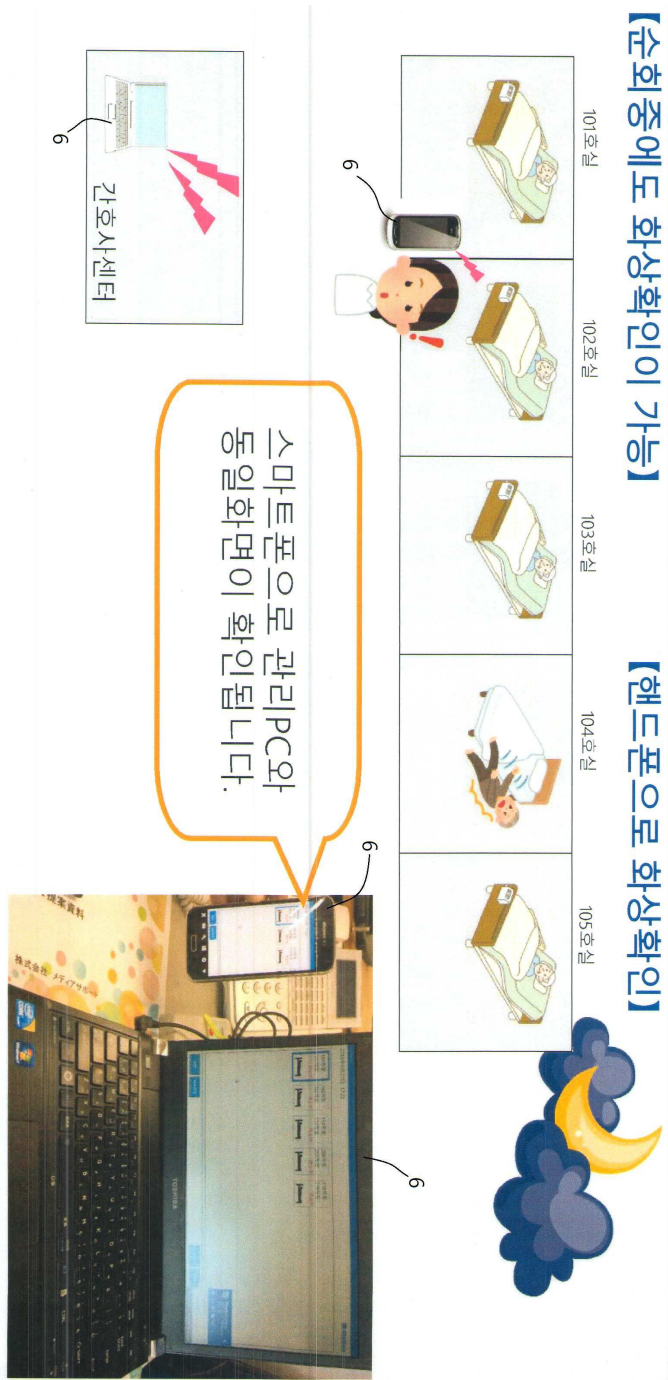 【순회중에도 화상확인이 가능】
【핸드폰으로 화상확인】
101호실
102호실
103호실
104호실
105호실
6
간호사센터
6
스마트폰으로 관리PC와
동일화면이 확인됩니다.
6
6
株式会社 メディアサポート
TOSHIBA